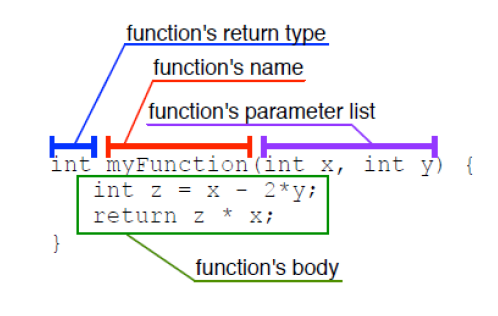 function's return type
function's name
function's parameter list
int myFunction(int x, int y) {
int z = x - 2*y;
return z * x;
}
function's body